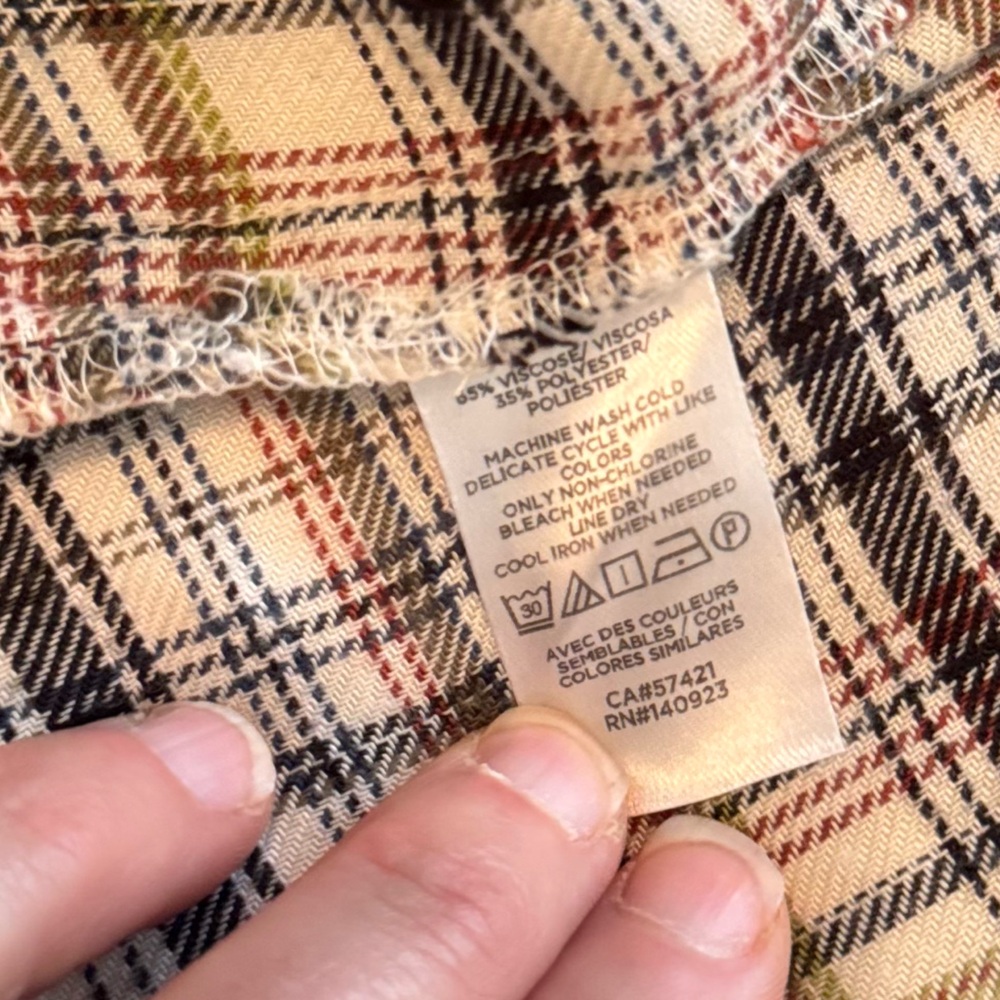 65% VISCOSE/ VISCOSA
35% POLYESTER/
POLIESTER
MACHINE WASH COLD
DELICATE CYCLE WITH LIKE
COLORS
ONLY NON-CHLORINE
BLEACH WHEN NEEDED
LINE DRY
COOL IRON WHEN NEEDED
30 P
AVEC DES COULEURS
SEMBLABLES / CON
COLORES SIMILARES
CA#57421
RN#140923